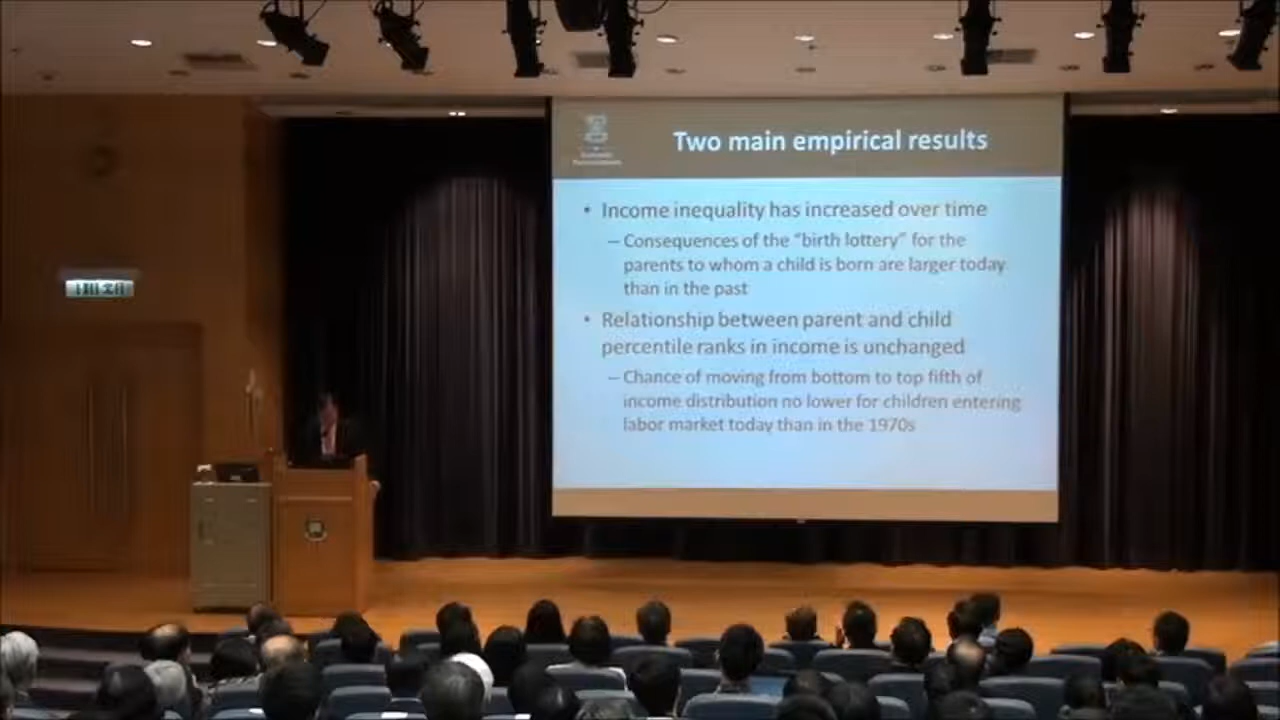 Two main empirical results
• Income inequality has increased over time
– Consequences of the “birth lottery” for the
parents to whom a child is born are larger today
than in the past
• Relationship between parent and child
percentile ranks in income is unchanged
– Chance of moving from bottom to top fifth of
income distribution no lower for children entering
labor market today than in the 1970s
EXIT